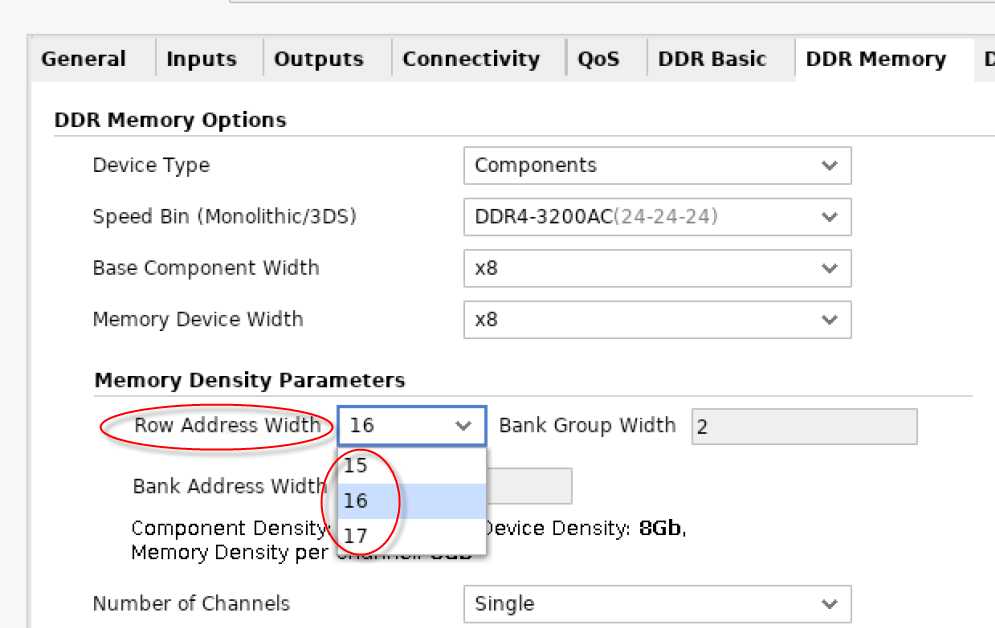 General Inputs Outputs Connectivity QoS DDR Basic DDR Memory
DDR Memory Options
Device Type Components
Speed Bin (Monolithic/3DS) DDR4-3200AC(24-24-24)
Base Component Width x8
Memory Device Width x8
Memory Density Parameters
Row Address Width 16 Bank Group Width 2
15
Bank Address Width
16
Component Density: Device Density: 8Gb,
17
Memory Density per
Number of Channels Single